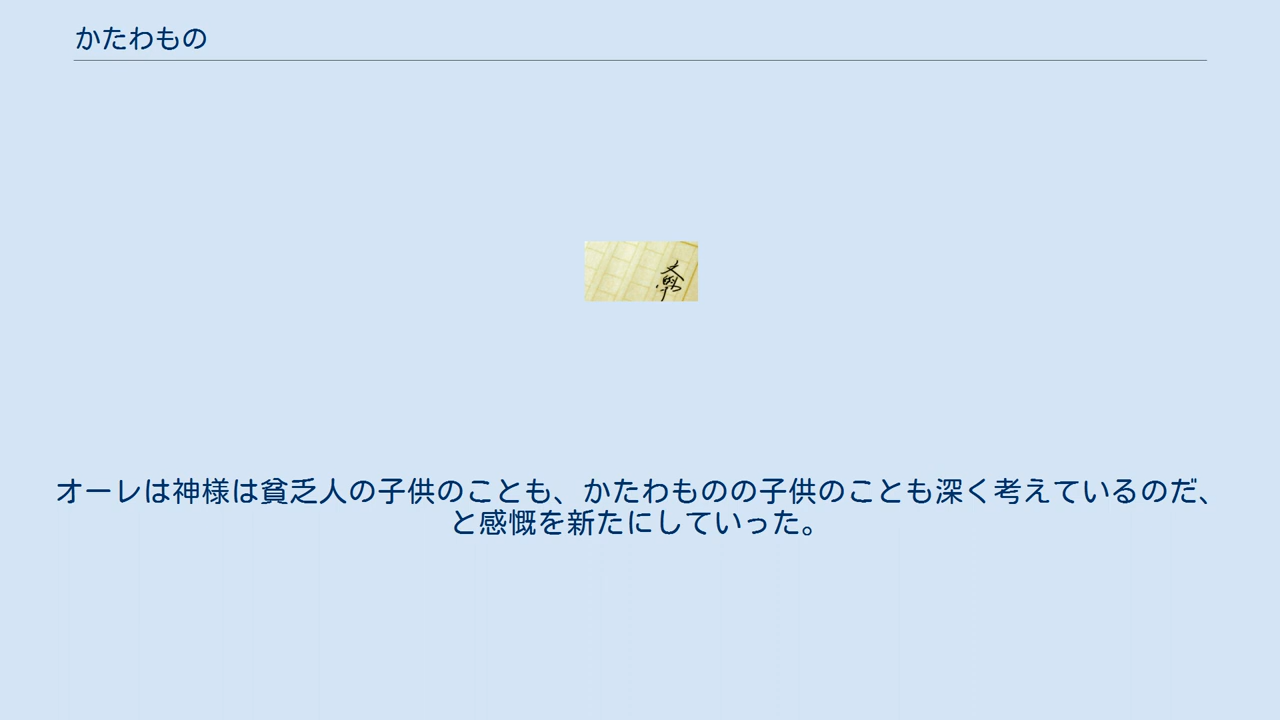 かたわもの
オーレは神様は貧乏人の子供のことも、かたわものの子供のことも深く考えているのだ、
と感慨を新たにしていった。